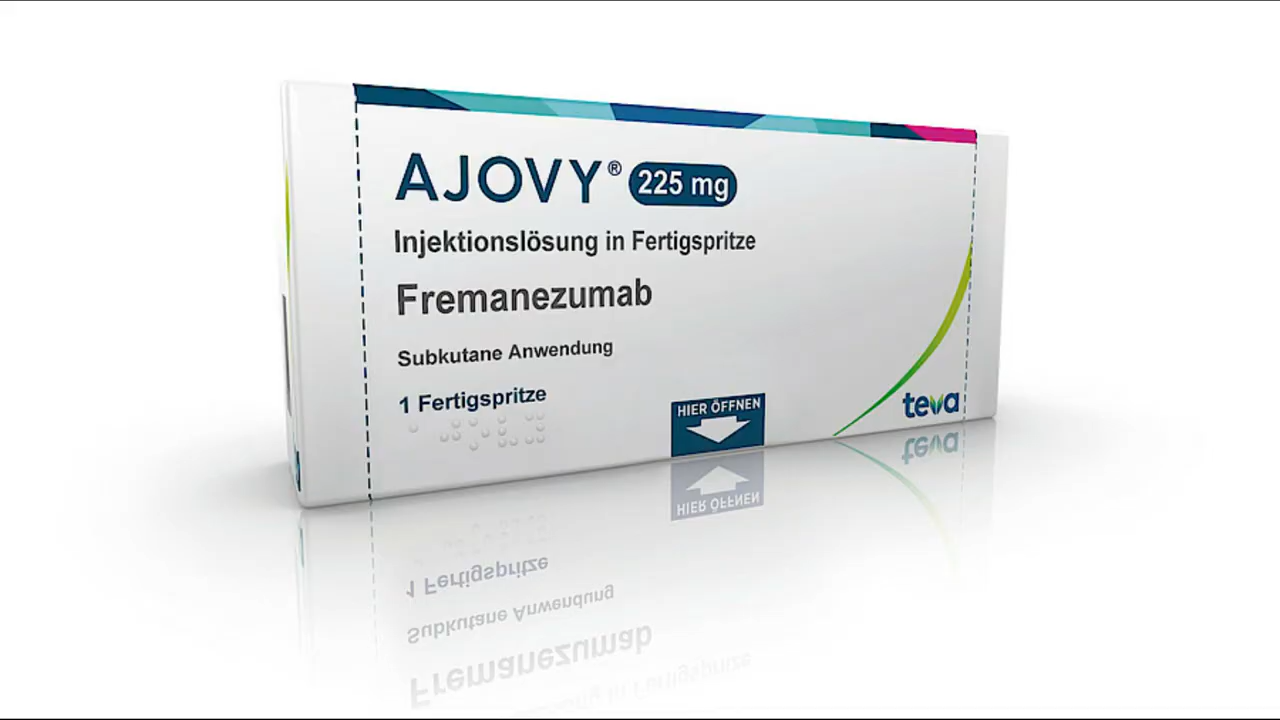 AJOVY® 225 mg
Injektionslösung in Fertigspritze
Fremanezumab
Subkutane Anwendung
1 Fertigspritze
HIER ÖFFNEN
teva